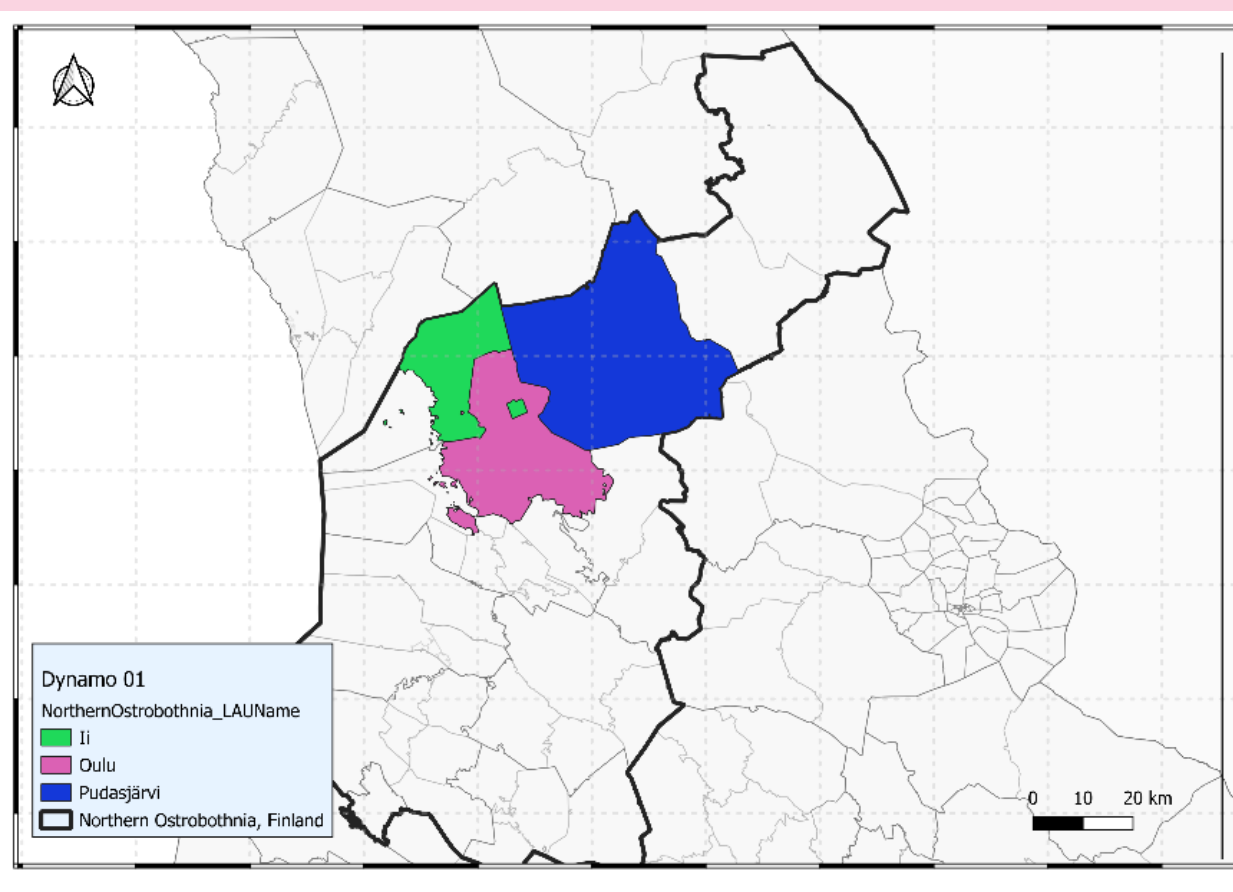 Dynamo 01
NorthernOstrobothnia_LAUName
Ii
Oulu
Pudasjärvi
Northern Ostrobothnia, Finland
0 10 20 km